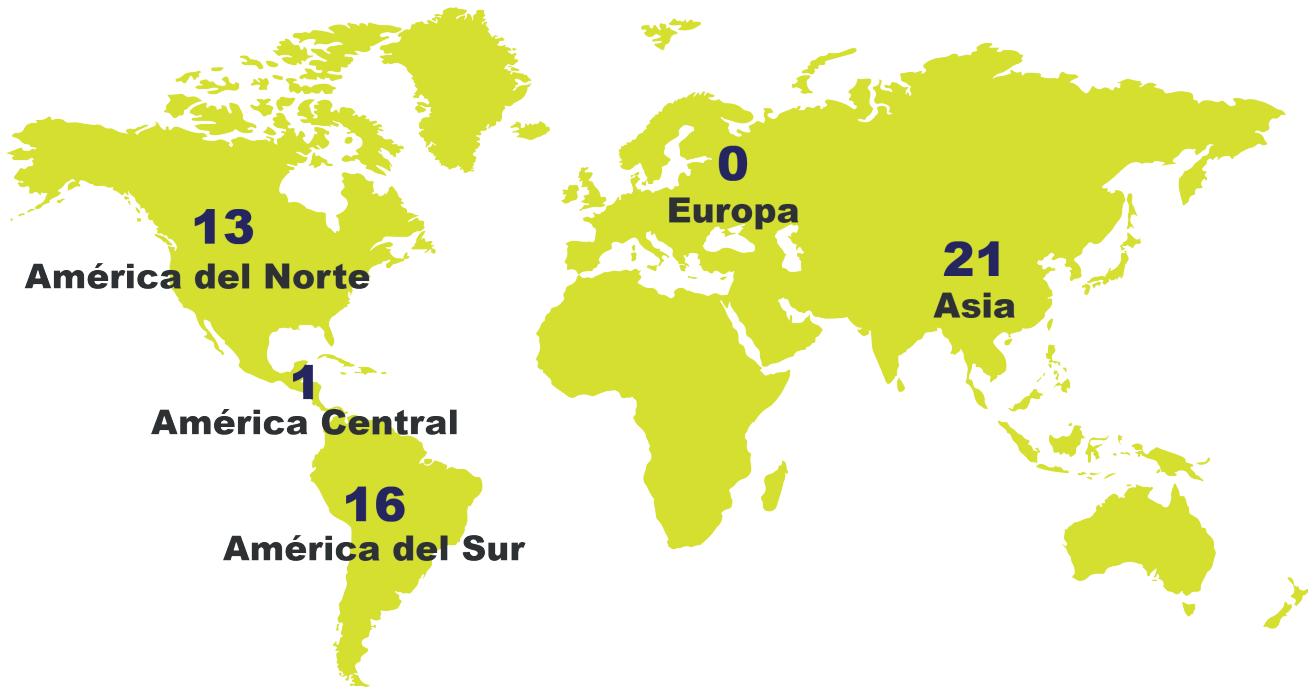 0
Europa
13
América del Norte
21
Asia
1
América Central
16
América del Sur